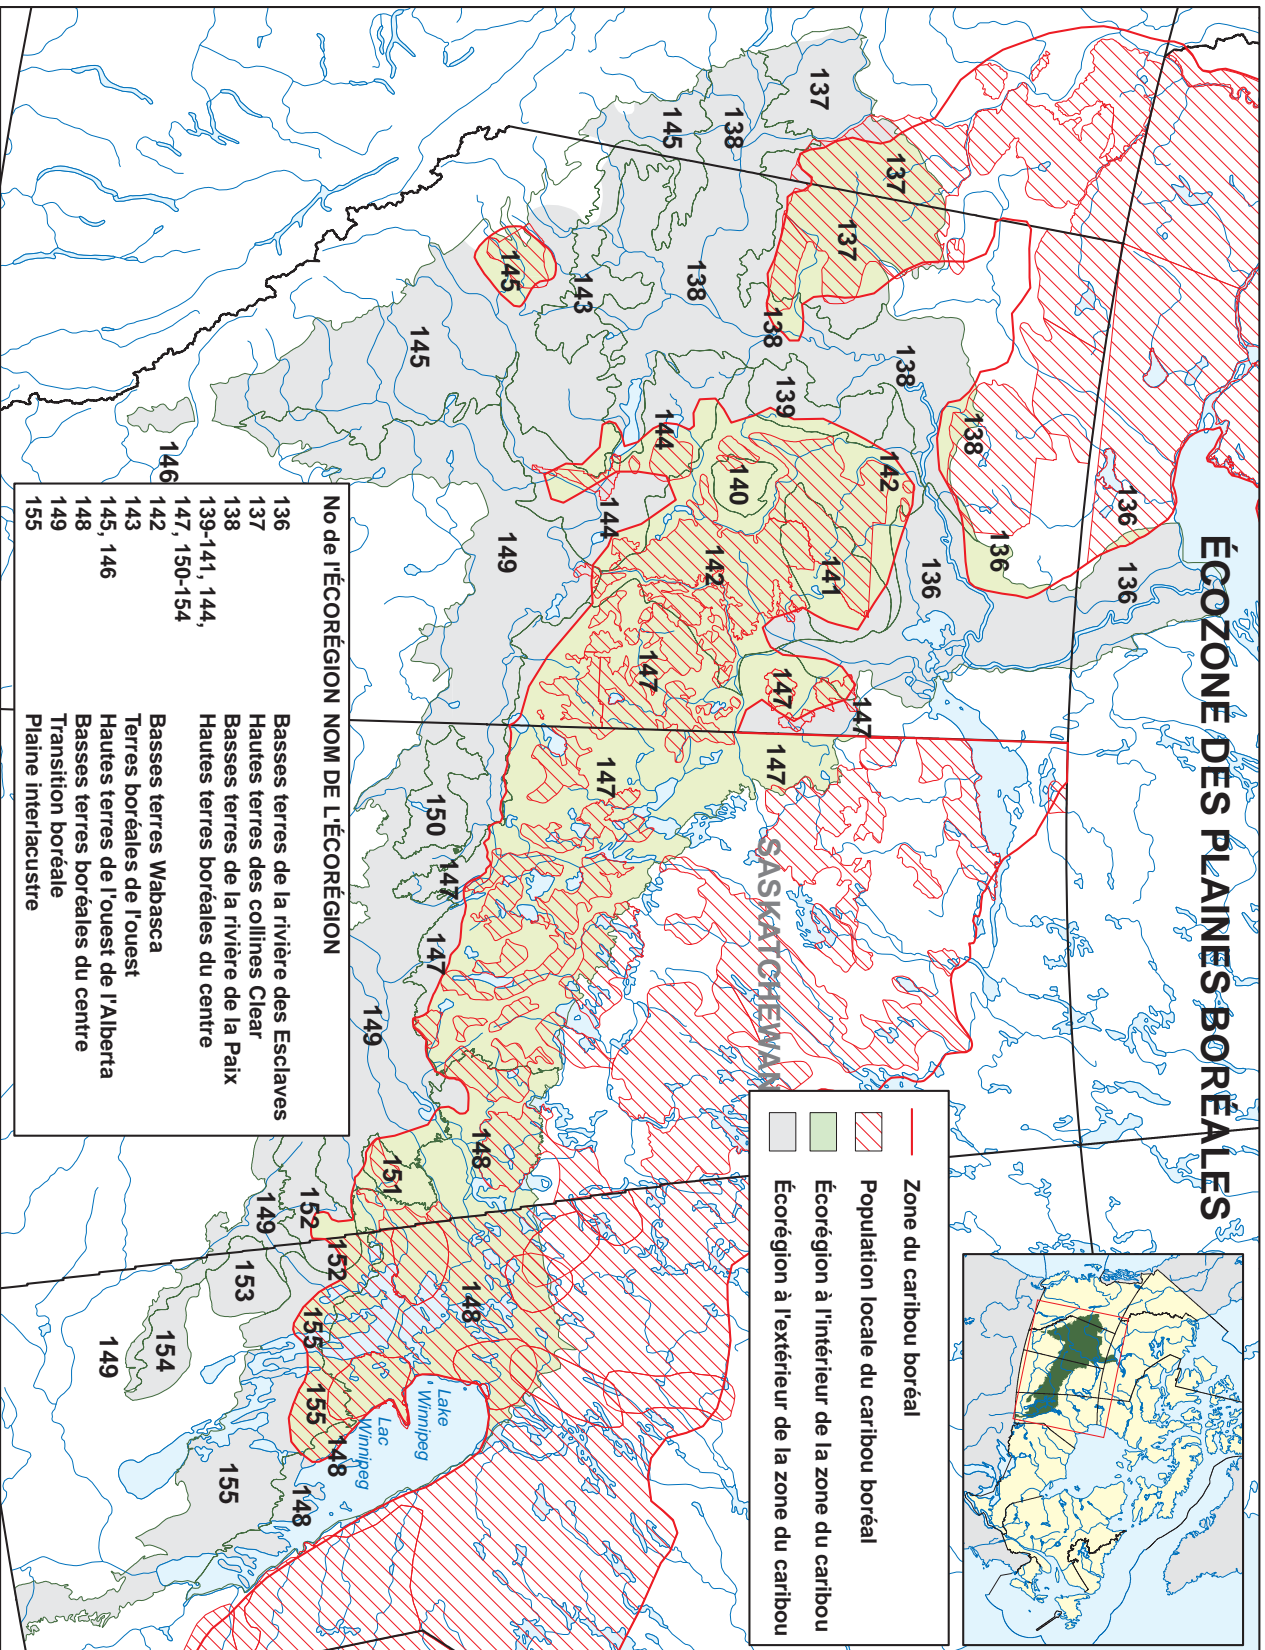 ÉCOZONE DES PLAINES BORÉALES
Zone du caribou boréal
Population locale du caribou boréal
Écorégion à l'intérieur de la zone du caribou
Écorégion à l'extérieur de la zone du caribou
SASKATCHEWAN
136
136
136
136
137
137
137
138
138
138
138
138
139
140
141
142
142
143
144
144
145
145
145
146
147
147
147
147
147
147
147
148
148
148
148
149
149
149
149
150
151
152
152
153
154
155
155
155
Lake
Winnipeg
Lac
Winnipeg
No de l'ÉCORÉGION NOM DE L'ÉCORÉGION
136 Basses terres de la rivière des Esclaves
137 Hautes terres des collines Clear
138 Basses terres de la rivière de la Paix
139-141, 144, Hautes terres boréales du centre
147, 150-154
142 Basses terres Wabasca
143 Terres boréales de l'ouest
145, 146 Hautes terres de l'ouest de l'Alberta
148 Basses terres boréales du centre
149 Transition boréale
155 Plaine interlacustre